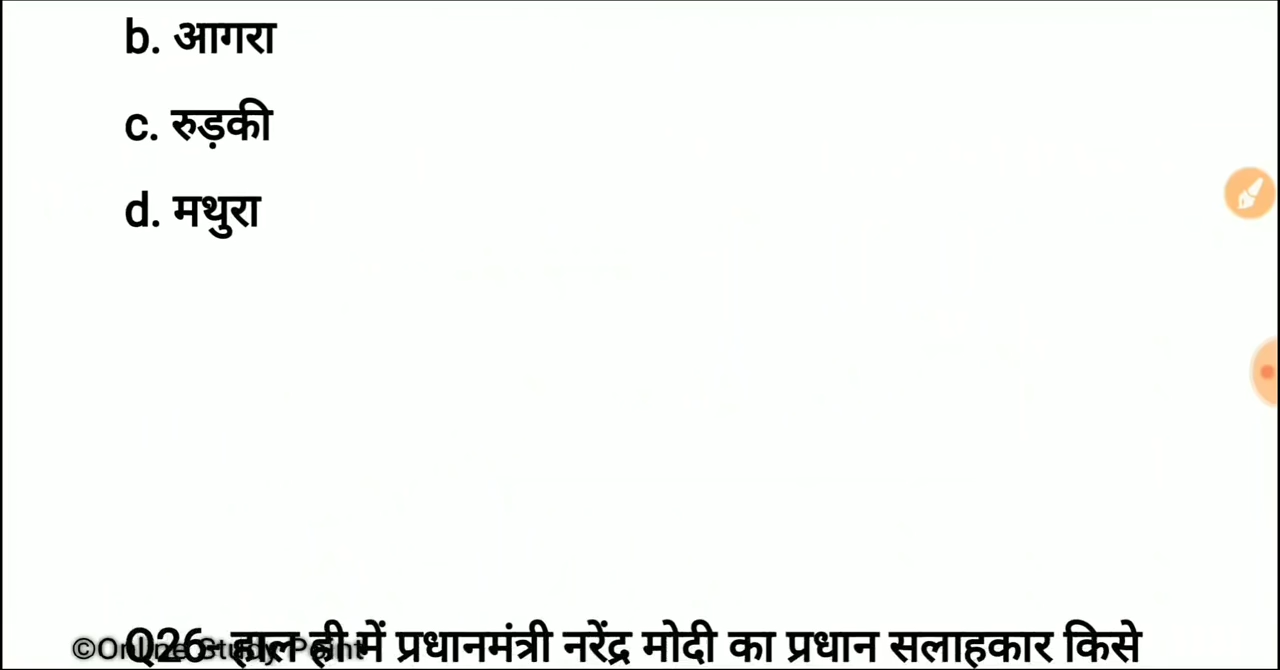 b. आगरा
c. रुड़की
d. मथुरा
Q26- हाल ही में प्रधानमंत्री नरेंद्र मोदी का प्रधान सलाहकार किसे
©Online Study Point